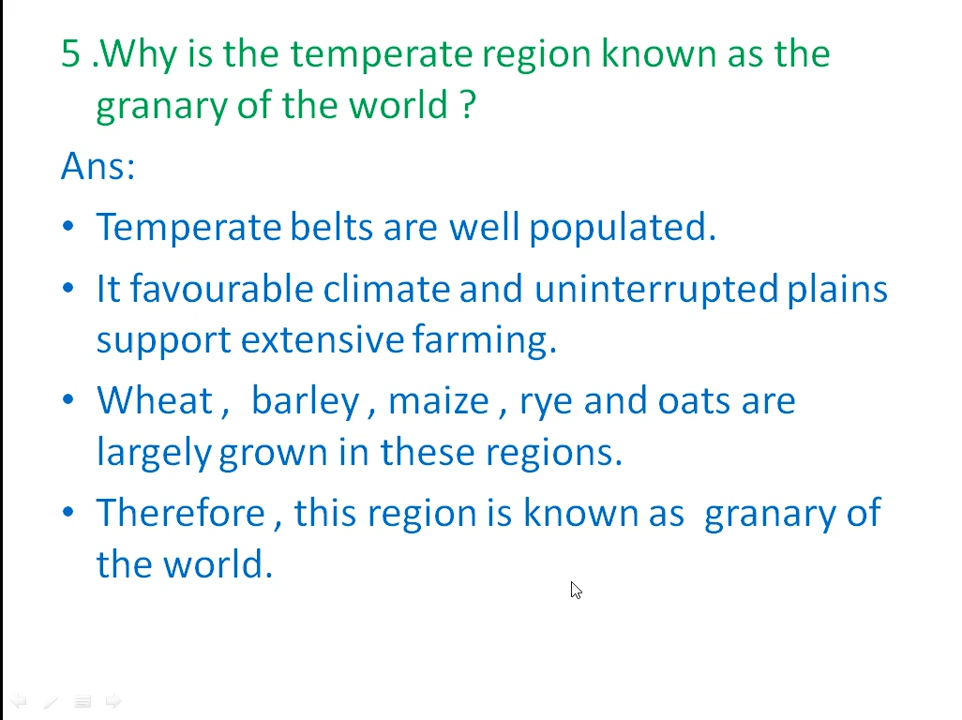 5 .Why is the temperate region known as the
granary of the world ?
Ans:
• Temperate belts are well populated.
• It favourable climate and uninterrupted plains
support extensive farming.
• Wheat , barley , maize , rye and oats are
largely grown in these regions.
• Therefore , this region is known as granary of
the world.